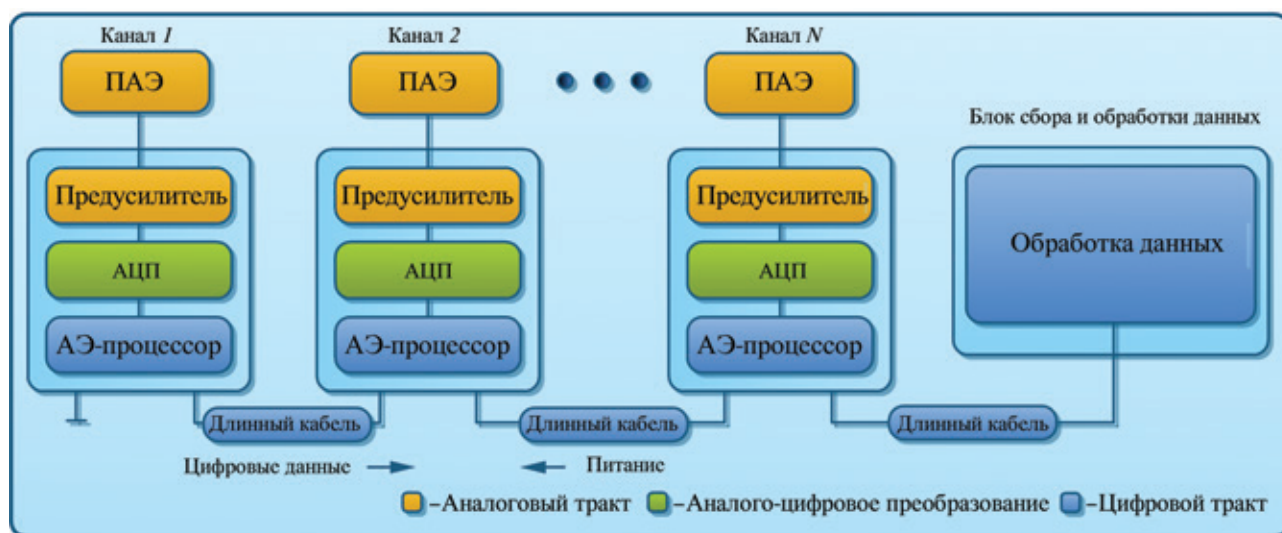 Канал 1
Канал 2
Канал N
ПАЭ
ПАЭ
ПАЭ
Блок сбора и обработки данных
Предусилитель
Предусилитель
Предусилитель
Обработка данных
АЦП
АЦП
АЦП
АЭ-процессор
АЭ-процессор
АЭ-процессор
Длинный кабель
Длинный кабель
Длинный кабель
Цифровые данные
Питание
–Аналоговый тракт
–Аналого-цифровое преобразование
–Цифровой тракт